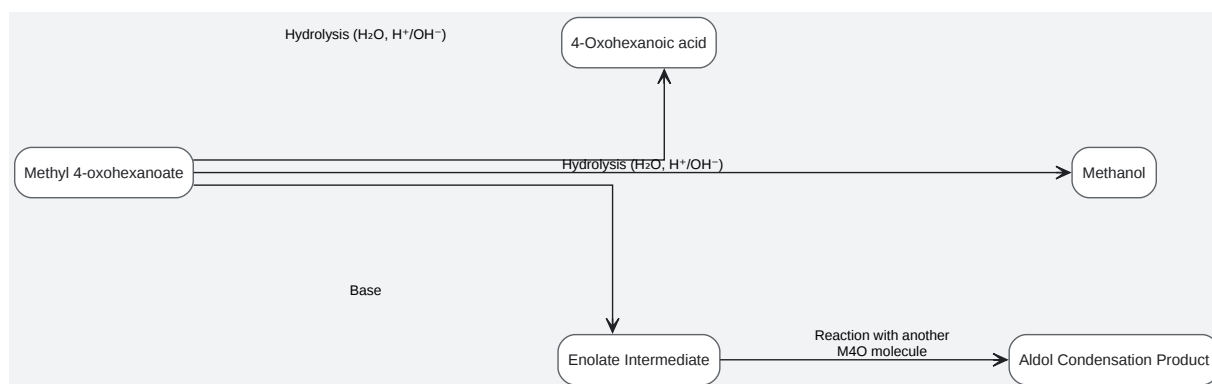 Hydrolysis (H₂O, H⁺/OH⁻)
4-Oxohexanoic acid
Hydrolysis (H₂O, H⁺/OH⁻)
Methyl 4-oxohexanoate
Methanol
Base
Reaction with another
M4O molecule
Enolate Intermediate
Aldol Condensation Product